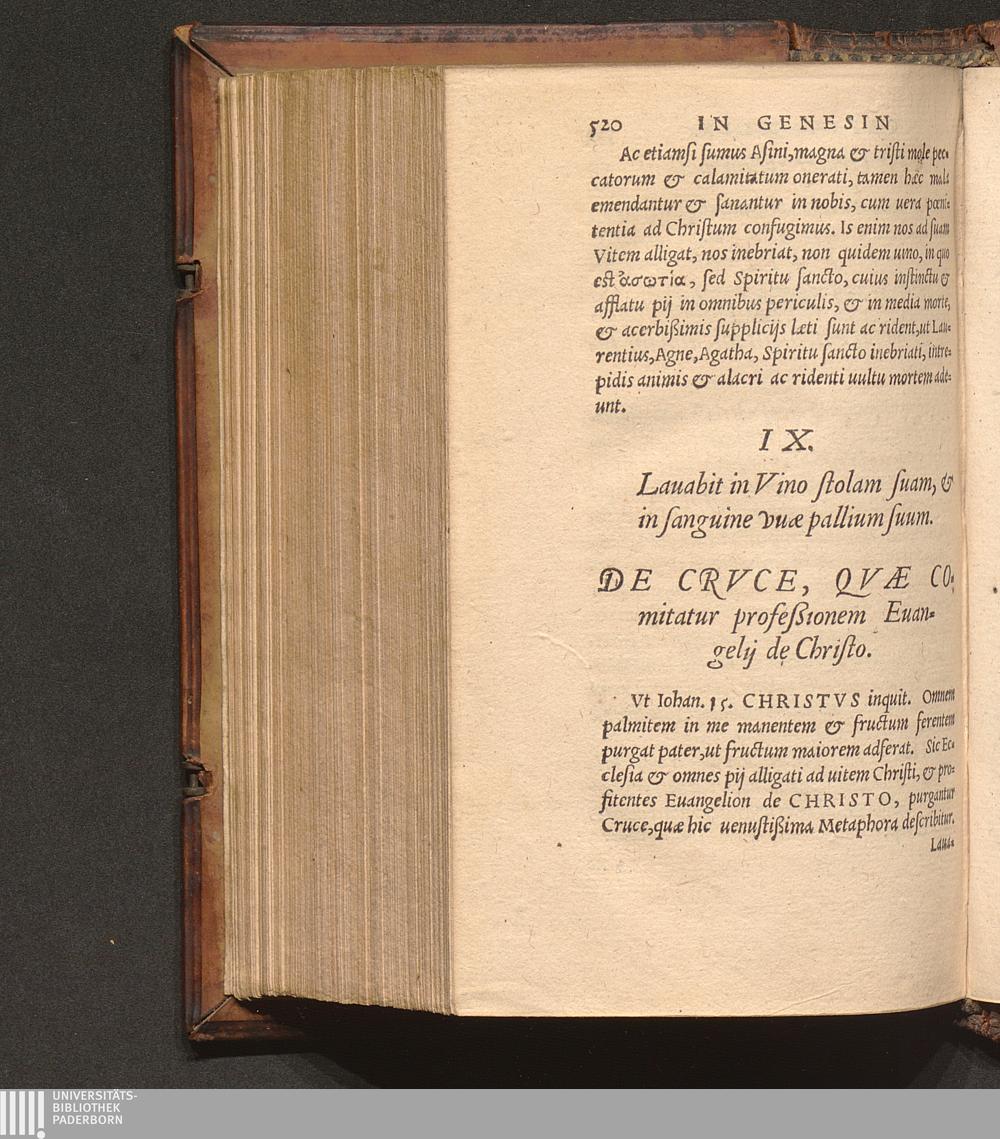 520 IN GENESIN
Ac etiamſi ſumus Aſini, magna & triſti mole pec-
catorum & calamitatum onerati, tamen hæc mala
emendantur & ſanantur in nobis, cum uera pœni-
tentia ad Chriſtum confugimus. Is enim nos ad ſuam
Vitem alligat, nos inebriat, non quidem uino, in quo
est ἀσωτία, ſed Spiritu ſancto, cuius inſtinctu &
afflatu pij in omnibus periculis, & in media morte,
& acerbißimis ſupplicijs læti ſunt ac rident, ut Lau-
rentius, Agne, Agatha, Spiritu ſancto inebriati, intre-
pidis animis & alacri ac ridenti uultu mortem ade-
unt.
IX.
Lauabit in Vino ſtolam ſuam, &
in ſanguine vuæ pallium ſuum.
DE CRVCE, QVÆ CO-
mitatur profeßionem Euan-
gelij de Chriſto.
Vt Iohan. 15. CHRISTVS inquit. Omnem
palmitem in me manentem & fructum ferentem
purgat pater, ut fructum maiorem adferat. Sic Ec-
cleſia & omnes pij alligati ad uitem Chriſti, & pro-
fitentes Euangelion de CHRISTO, purgantur
Cruce, quæ hic uenuſtißima Metaphora deſcribitur.
Laua-
UNIVERSITÄTS-
BIBLIOTHEK
PADERBORN